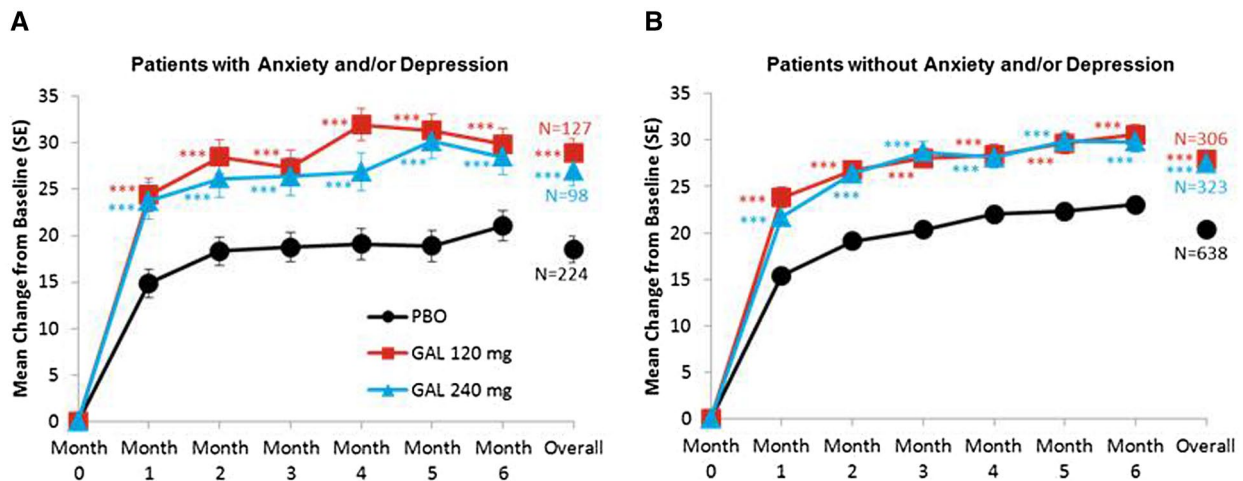 A
Patients with Anxiety and/or Depression
Mean Change from Baseline (SE)
35
30
25
20
15
10
5
0
*** *** *** *** *** *** ***
*** *** *** *** *** *** ***
N=127
N=98
N=224
PBO
GAL 120 mg
GAL 240 mg
Month Month Month Month Month Month Month Overall
0 1 2 3 4 5 6
B
Patients without Anxiety and/or Depression
Mean Change from Baseline (SE)
35
30
25
20
15
10
5
0
*** *** *** *** *** *** ***
*** *** *** *** *** *** ***
N=306
N=323
N=638
Month Month Month Month Month Month Month Overall
0 1 2 3 4 5 6